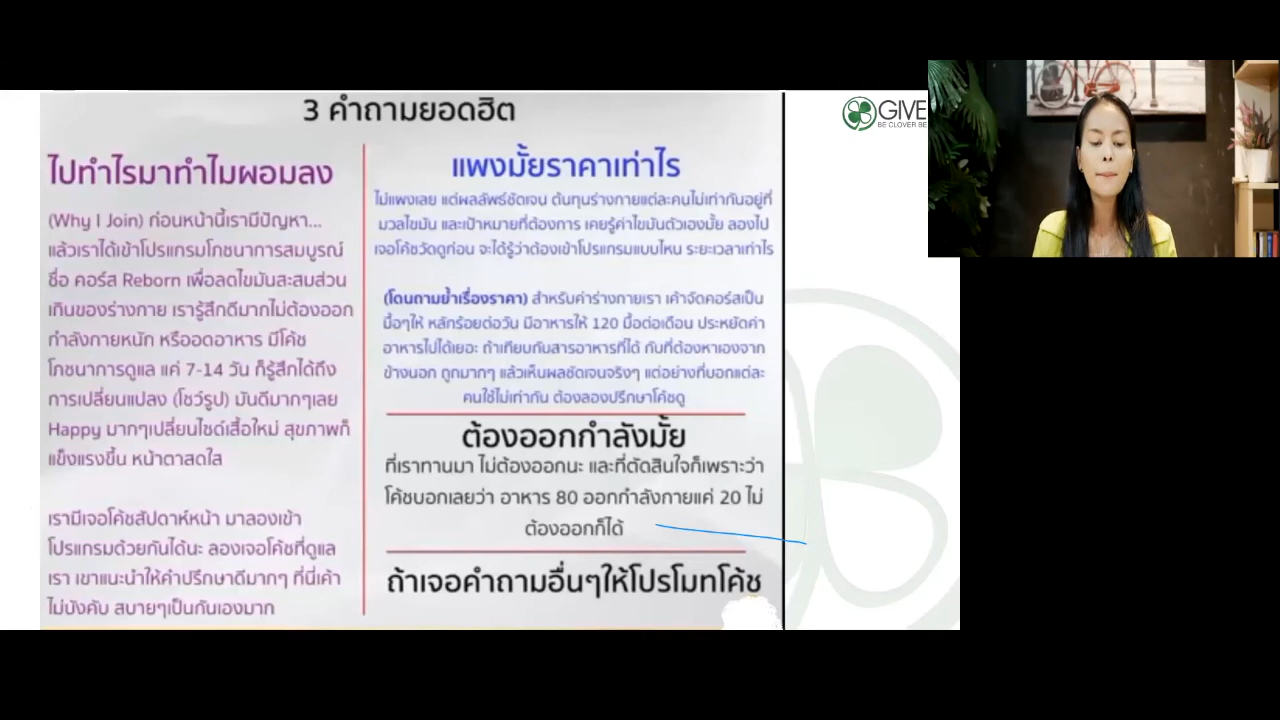 3 คำถามยอดฮิต
ไปทำไรมาทำไมผอมลง
(Why I Join) ก่อนหน้านี้เรามีปัญหา...
แล้วเราได้เข้าโปรแกรมโภชนาการสมบูรณ์
ชื่อ คอร์ส Reborn เพื่อลดไขมันสะสมส่วน
เกินของร่างกาย เรารู้สึกดีมากไม่ต้องออก
กำลังกายหนัก หรืออดอาหาร มีโค้ช
โภชนาการดูแล แค่ 7-14 วัน ก็รู้สึกได้ถึง
การเปลี่ยนแปลง (โชว์รูป) มันดีมากๆเลย
Happy มากๆเปลี่ยนไซด์เสื้อใหม่ สุขภาพก็
แข็งแรงขึ้น หน้าตาสดใส
เรามีเจอโค้ชสัปดาห์หน้า มาลองเข้า
โปรแกรมด้วยกันได้นะ ลองเจอโค้ชที่ดูแล
เรา เขาแนะนำให้คำปรึกษาดีมากๆ ที่นี่เค้า
ไม่บังคับ สบายๆเป็นกันเองมาก
แพงมั้ยราคาเท่าไร
ไม่แพงเลย แต่ผลลัพธ์ชัดเจน ต้นทุนร่างกายแต่ละคนไม่เท่ากันอยู่ที่
มวลไขมัน และเป้าหมายที่ต้องการ เคยรู้ค่าไขมันตัวเองมั้ย ลองไป
เจอโค้ชวัดดูก่อน จะได้รู้ว่าต้องเข้าโปรแกรมแบบไหน ระยะเวลาเท่าไร
(โดนถามย้ำเรื่องราคา) สำหรับค่าร่างกายเรา เค้าจัดคอร์สเป็น
มื้อๆให้ หลักร้อยต่อวัน มีอาหารให้ 120 มื้อต่อเดือน ประหยัดค่า
อาหารไปได้เยอะ ถ้าเทียบกับสารอาหารที่ได้ กับที่ต้องหาเองจาก
ข้างนอก ถูกมากๆ แล้วเห็นผลชัดเจนจริงๆ แต่อย่างที่บอกแต่ละ
คนใช้ไม่เท่ากัน ต้องลองปรึกษาโค้ชดู
ต้องออกกำลังมั้ย
ที่เราทานมา ไม่ต้องออกนะ และที่ตัดสินใจก็เพราะว่า
โค้ชบอกเลยว่า อาหาร 80 ออกกำลังกายแค่ 20 ไม่
ต้องออกก็ได้
ถ้าเจอคำถามอื่นๆให้โปรโมทโค้ช
GIVE
BE CLOVER BE